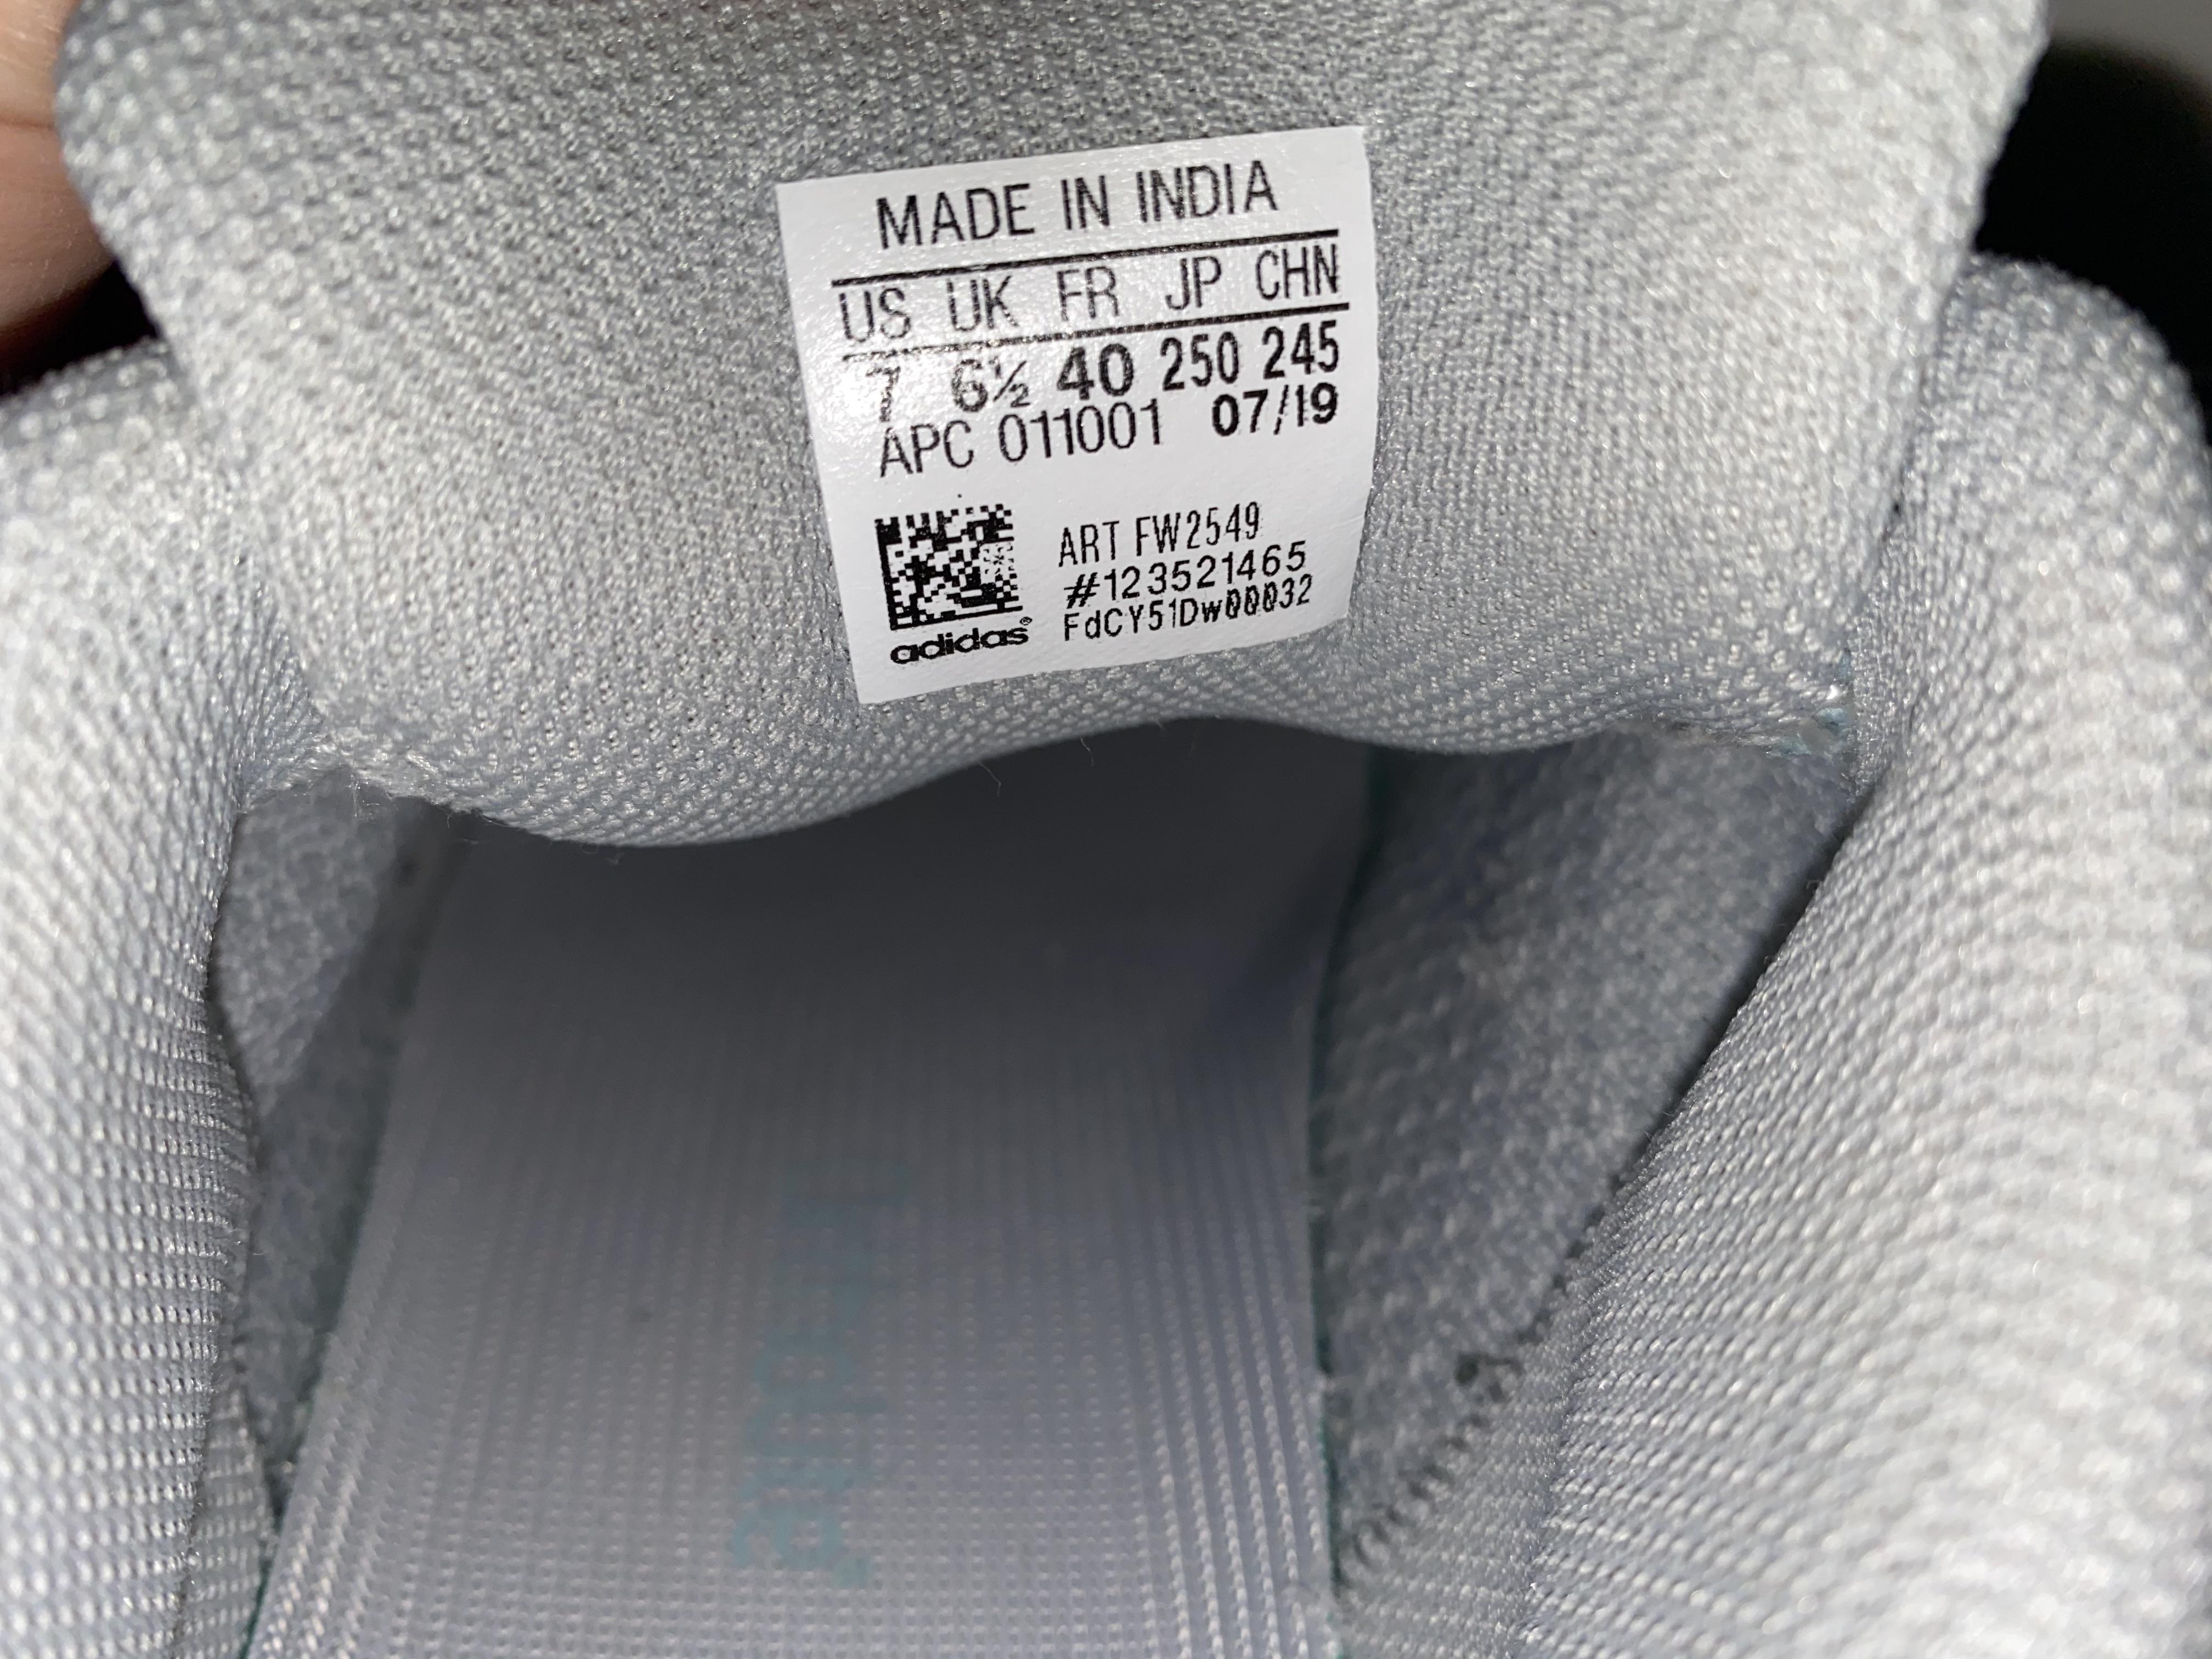 MADE IN INDIA
US UK FR JP CHN
7 6½ 40 250 245
APC 011001 07/19
ART FW2549
#123521465
FdCY51Dw00032
adidas®